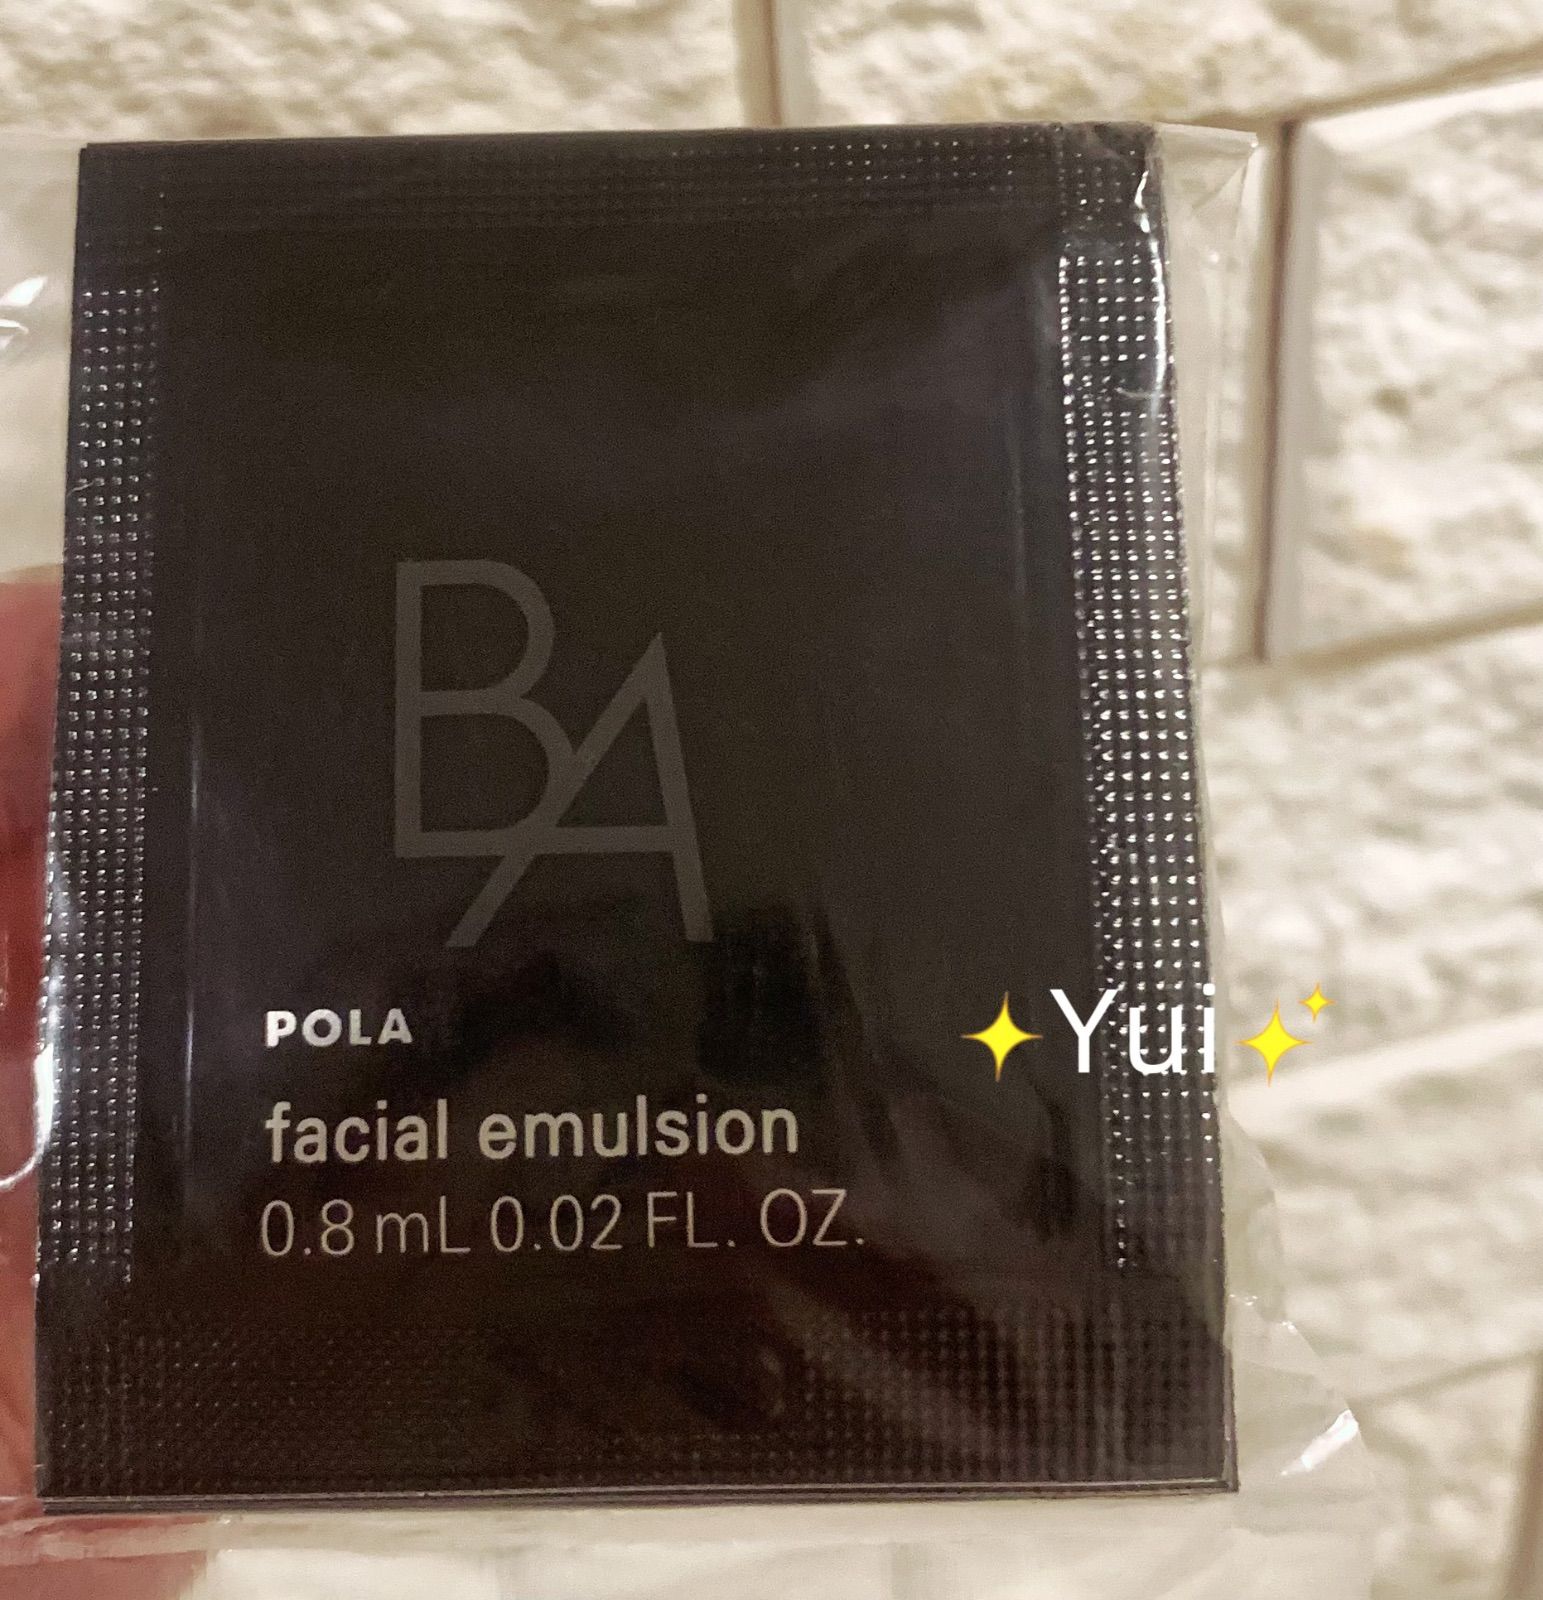 BA
POLA
✨Yui✨
facial emulsion
0.8 mL 0.02 FL. OZ.